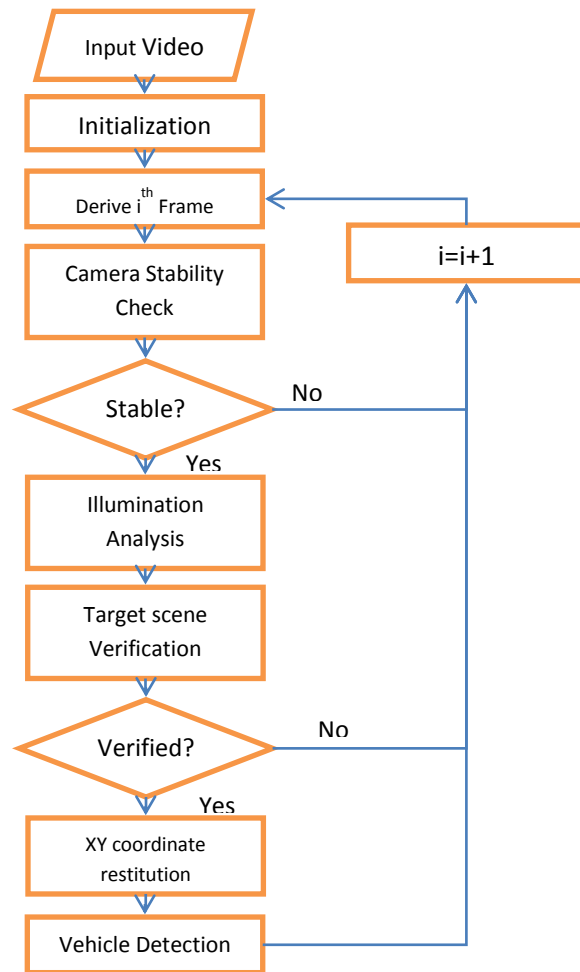 Input Video
Initialization
Derive i^th Frame
Camera Stability
Check
i=i+1
Stable?
No
Yes
Illumination
Analysis
Target scene
Verification
Verified?
No
Yes
XY coordinate
restitution
Vehicle Detection